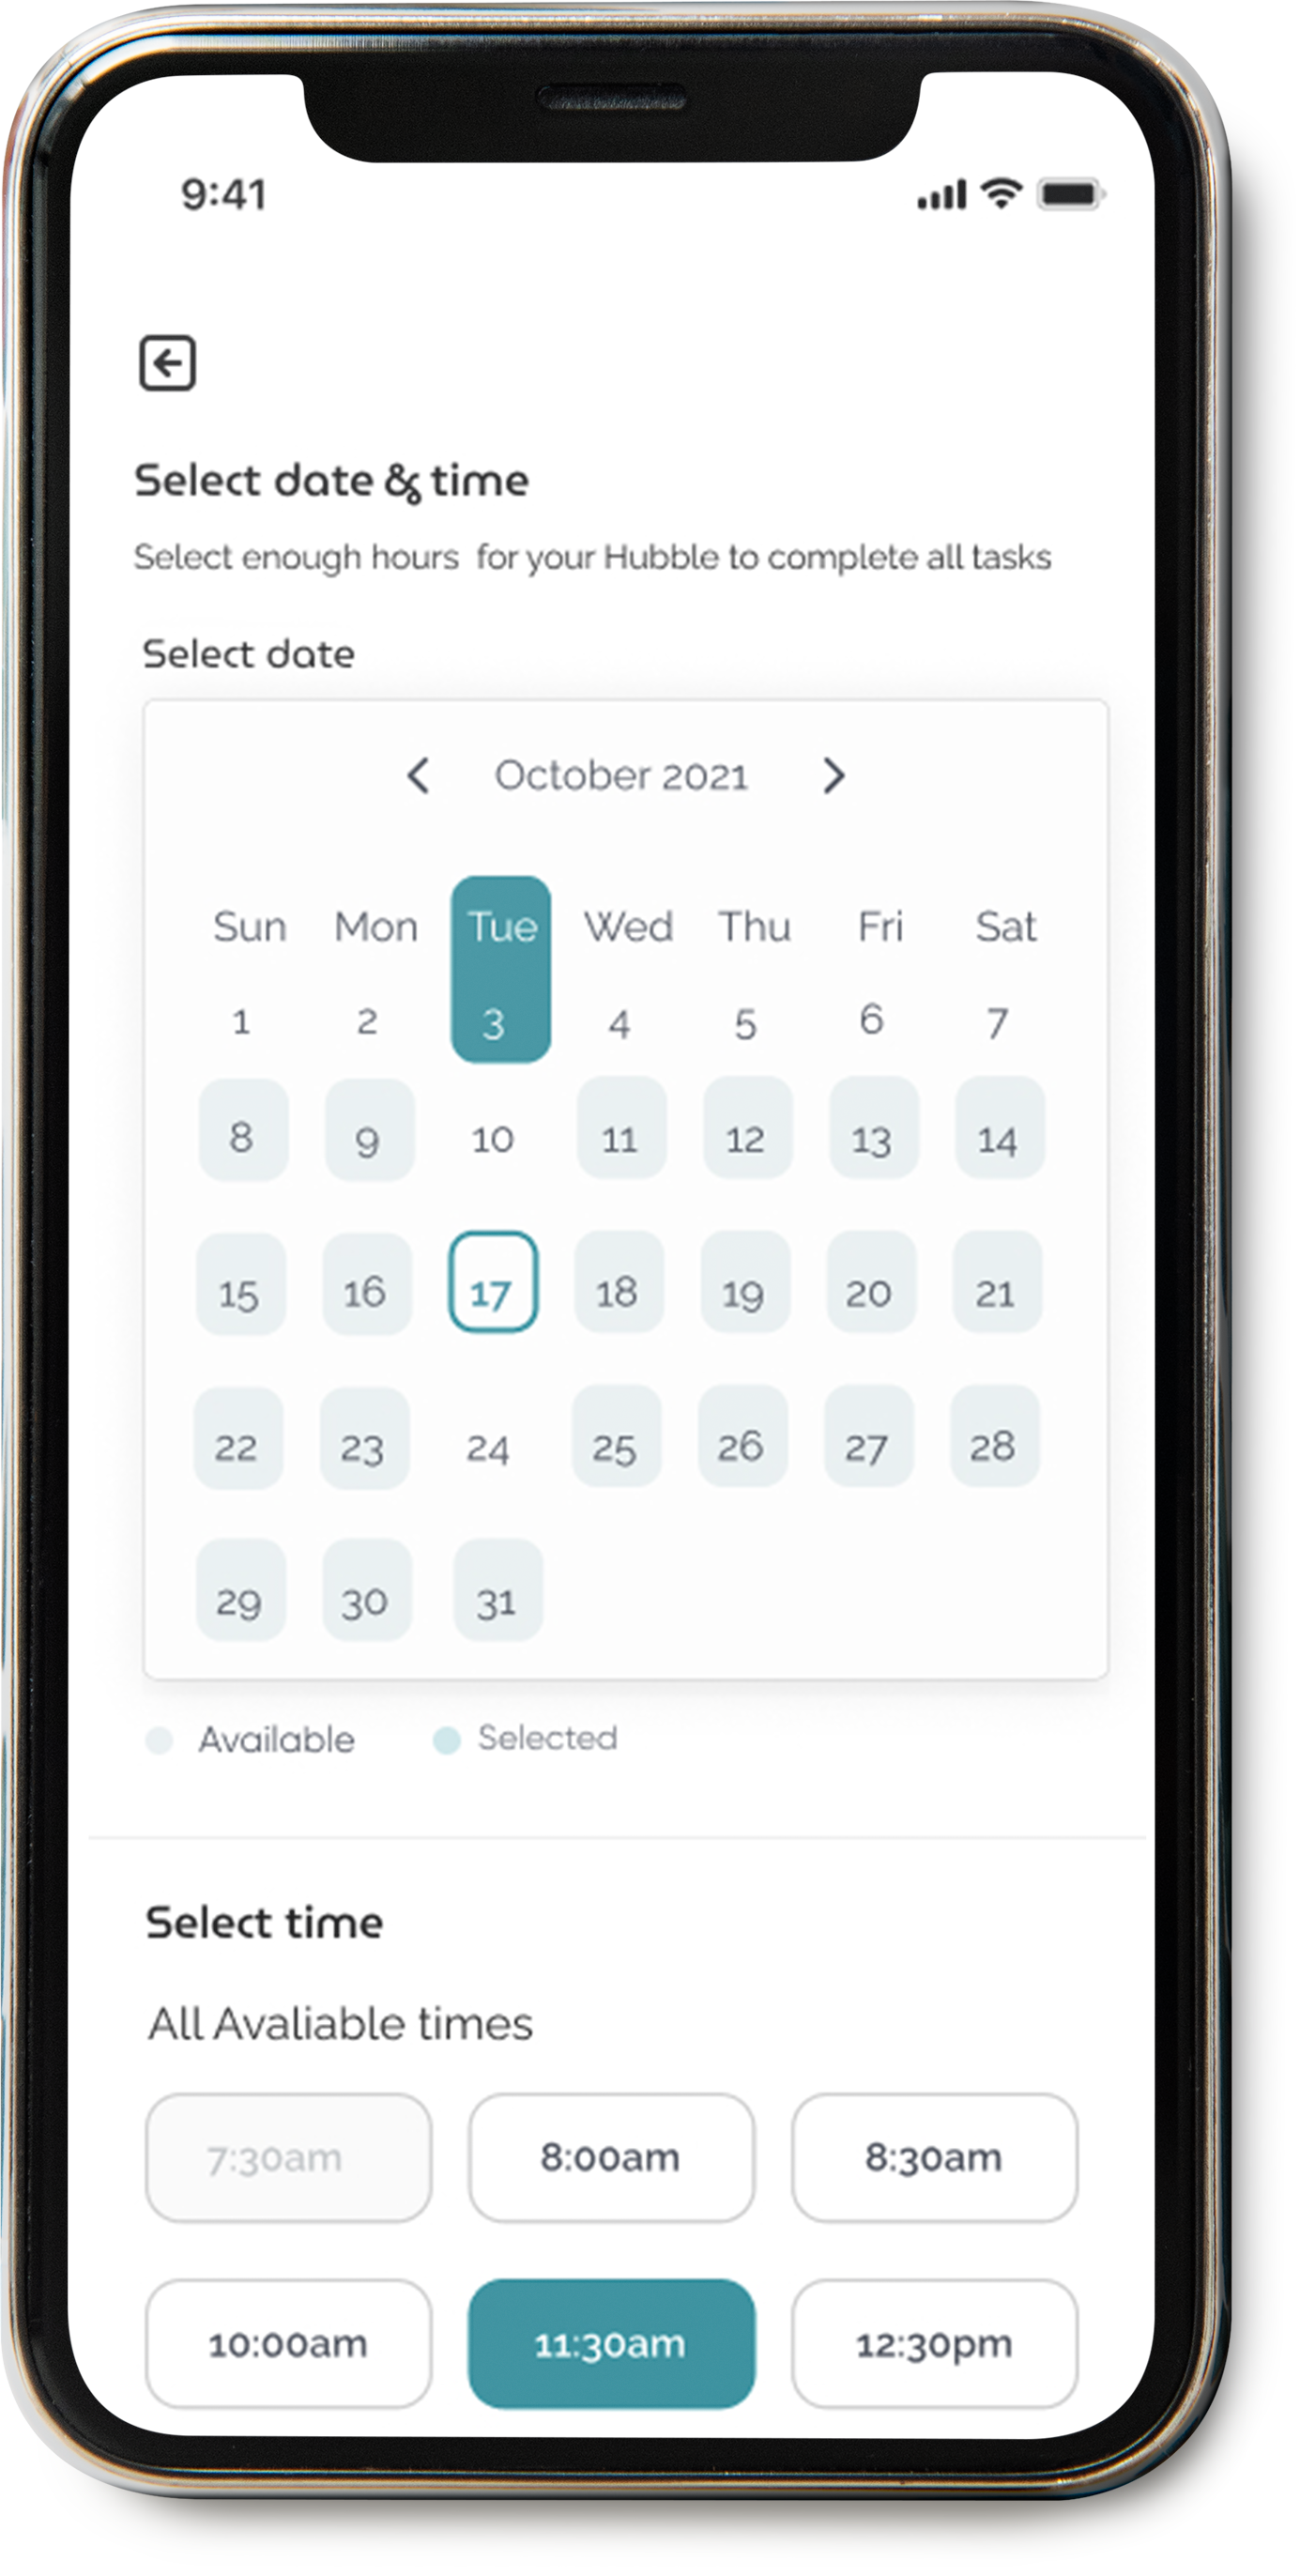 9:41
Select date & time
Select enough hours for your Hubble to complete all tasks
Select date
October 2021
Sun Mon Tue Wed Thu Fri Sat
1 2 3 4 5 6 7
8 9 10 11 12 13 14
15 16 17 18 19 20 21
22 23 24 25 26 27 28
29 30 31
Available Selected
Select time
All Avaliable times
7:30am 8:00am 8:30am
10:00am 11:30am 12:30pm